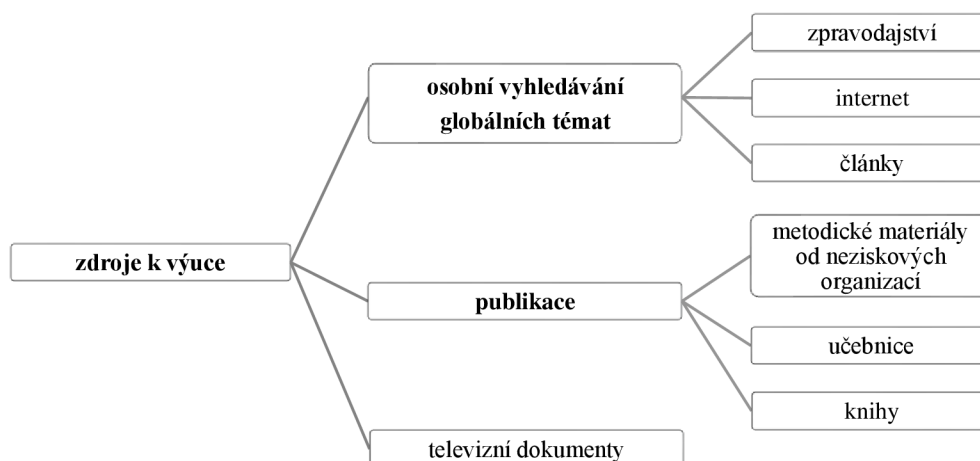 zdroje k výuce
osobní vyhledávání
globálních témat
zpravodajství
internet
články
publikace
metodické materiály
od neziskových
organizací
učebnice
knihy
televizní dokumenty